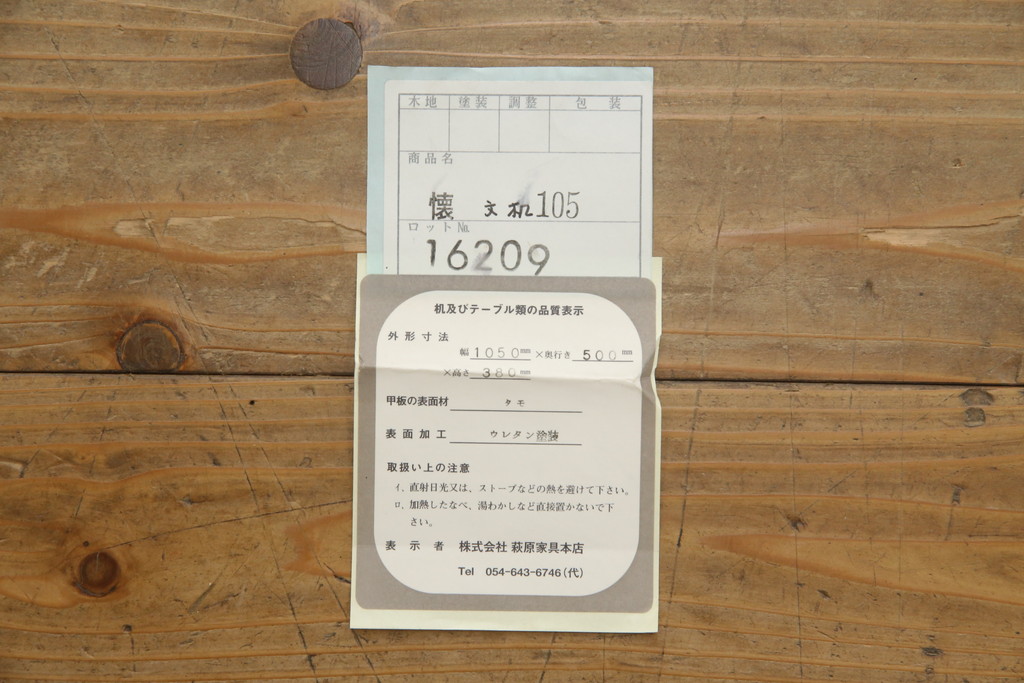 木地 塗装 調整 包装
商品名
懐 文机105
ロット№
16209
机及びテーブル類の品質表示
外形寸法
幅1050mm×奥行き500mm
×高さ380mm
甲板の表面材 タモ
表面加工 ウレタン塗装
取扱い上の注意
イ、直射日光又は、ストーブなどの熱を避けて下さい。
ロ、加熱したなべ、湯わかしなど直接置かないで下
さい。
表示者 株式会社 萩原家具本店
Tel 054-643-6746(代)